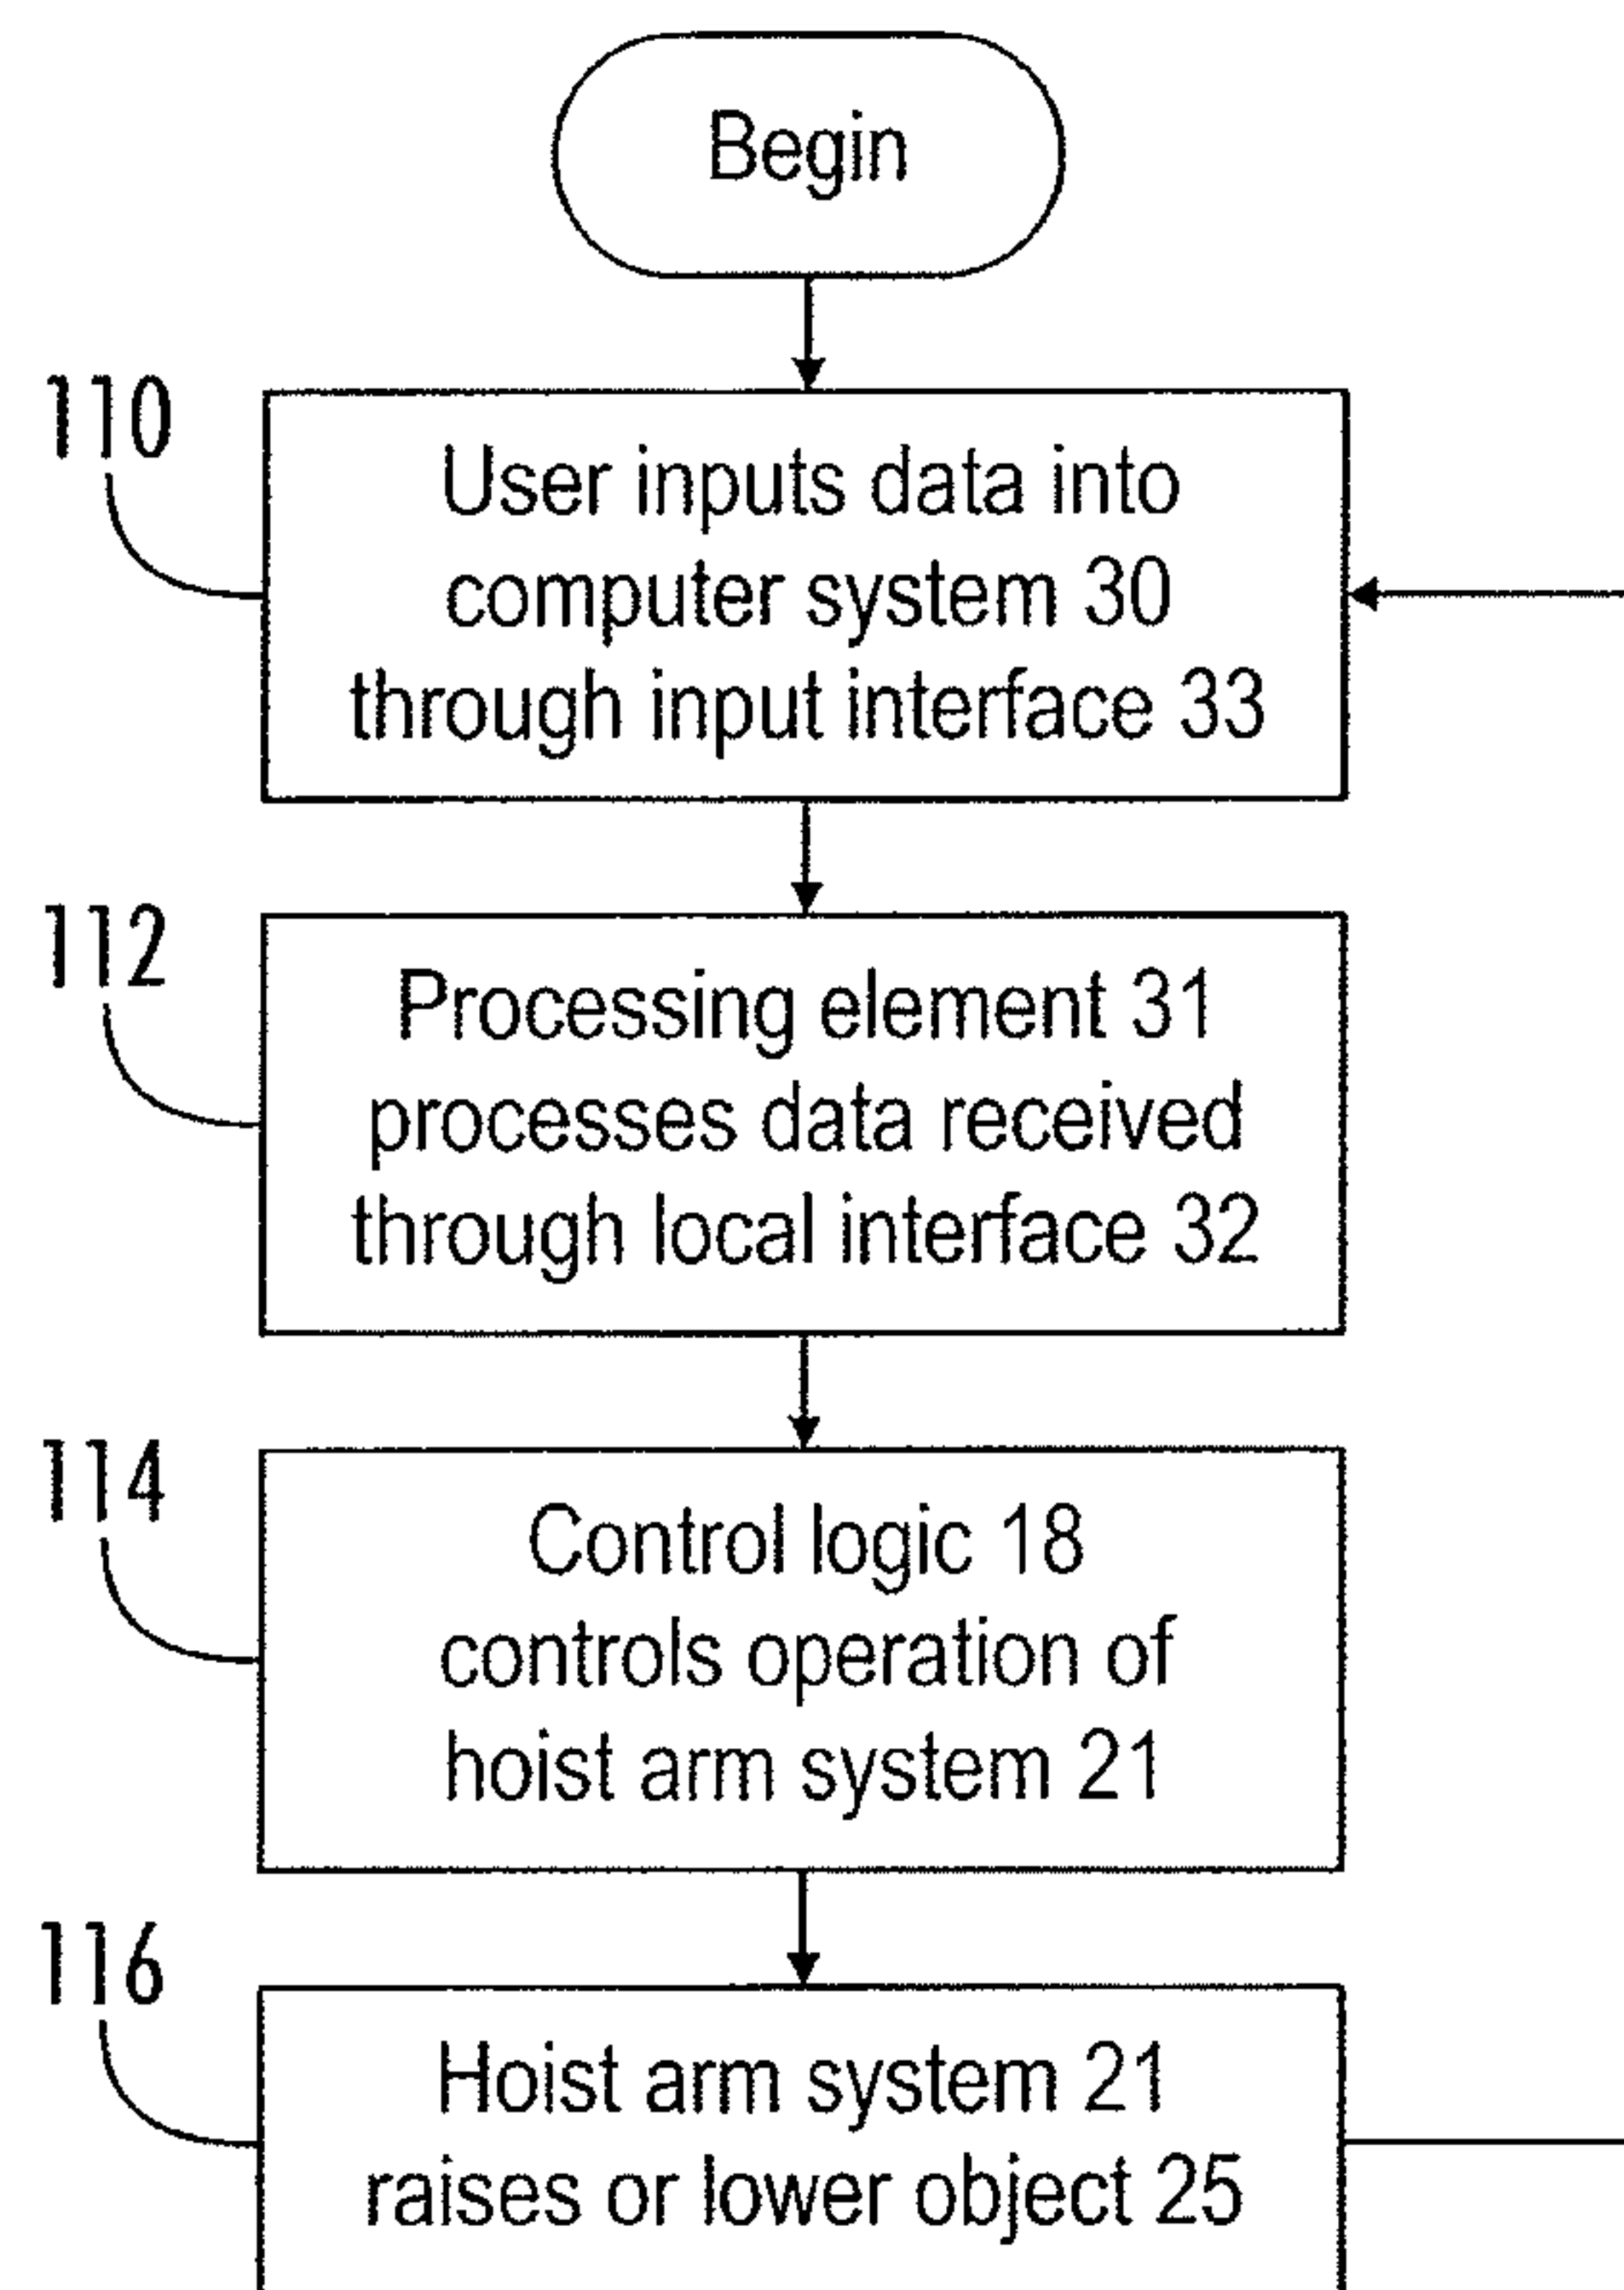 Begin
110
User inputs data into
computer system 30
through input interface 33
112
Processing element 31
processes data received
through local interface 32
114
Control logic 18
controls operation of
hoist arm system 21
116
Hoist arm system 21
raises or lower object 25